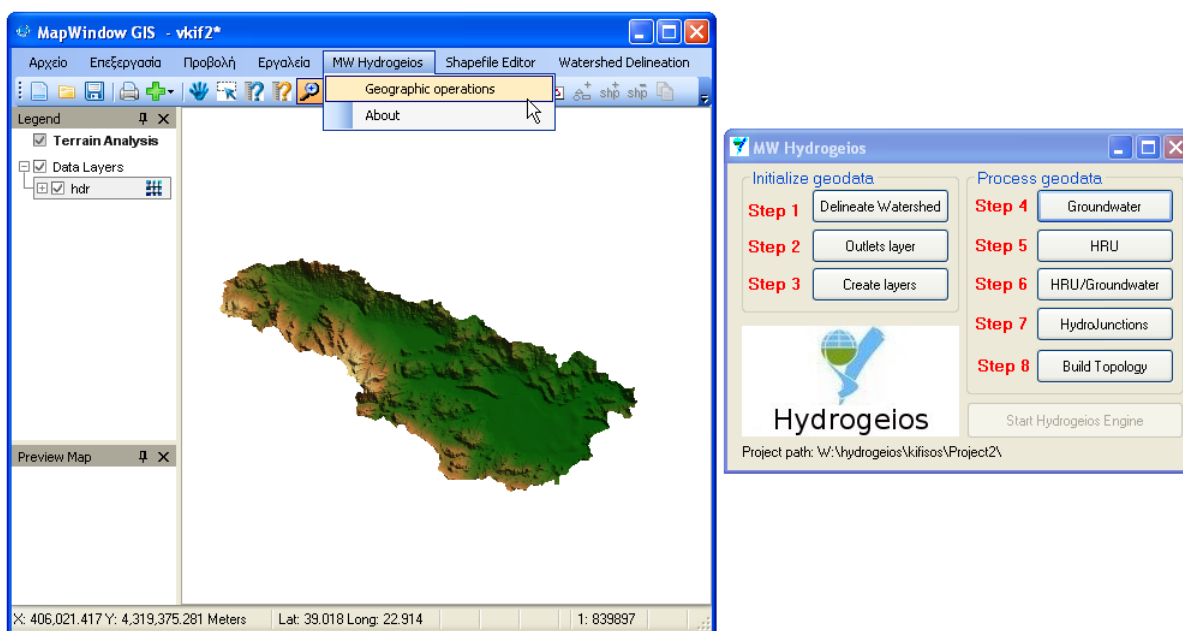 MapWindow GIS - vkif2*
Αρχείο Επεξεργασία Προβολή Εργαλεία MW Hydrogeios Shapefile Editor Watershed Delineation
Geographic operations
About
shp shp
Legend
Terrain Analysis
Data Layers
hdr
Preview Map
X: 406,021.417 Y: 4,319,375.281 Meters Lat: 39.018 Long: 22.914 1: 839897
MW Hydrogeios
Initialize geodata
Step 1 Delineate Watershed
Step 2 Outlets layer
Step 3 Create layers
Process geodata
Step 4 Groundwater
Step 5 HRU
Step 6 HRU/Groundwater
Step 7 HydroJunctions
Step 8 Build Topology
Hydrogeios
Start Hydrogeios Engine
Project path: W:\hydrogeios\kifisos\Project2\